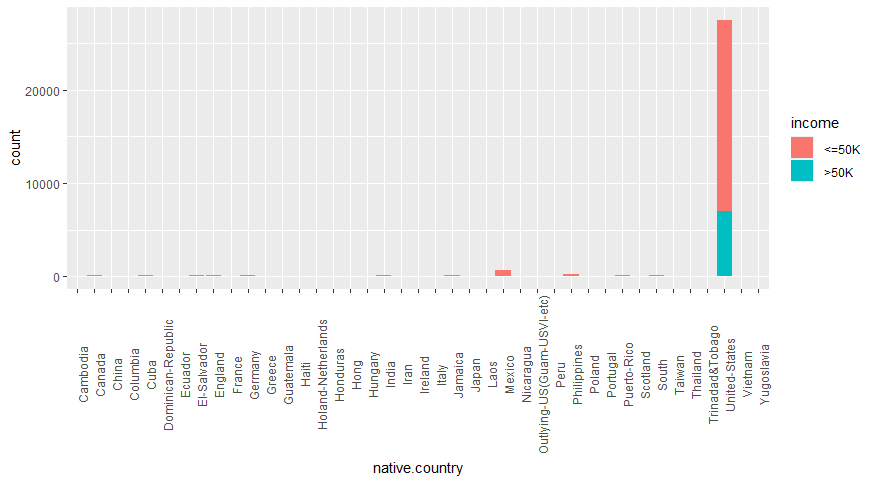 count
20000
10000
0
income
<=50K
>50K
Cambodia
Canada
China
Columbia
Cuba
Dominican-Republic
Ecuador
El-Salvador
England
France
Germany
Greece
Guatemala
Haiti
Holand-Netherlands
Honduras
Hong
Hungary
India
Iran
Ireland
Italy
Jamaica
Japan
Laos
Mexico
Nicaragua
Outlying-US(Guam-USVI-etc)
Peru
Philippines
Poland
Portugal
Puerto-Rico
Scotland
South
Taiwan
Thailand
Trinadad&Tobago
United-States
Vietnam
Yugoslavia
native.country